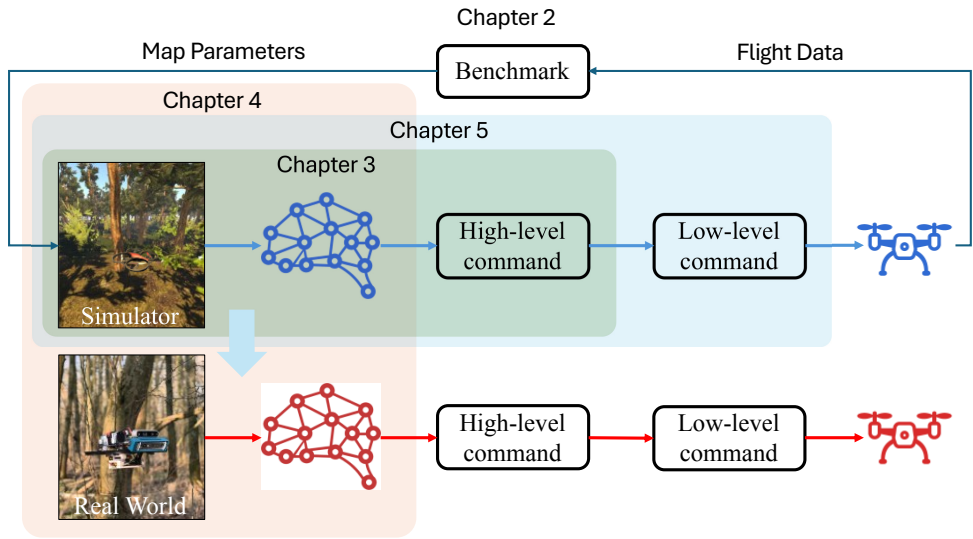 Chapter 2
Map Parameters
Benchmark
Flight Data
Chapter 4
Chapter 5
Chapter 3
High-level
command
Low-level
command
Simulator
High-level
command
Low-level
command
Real World